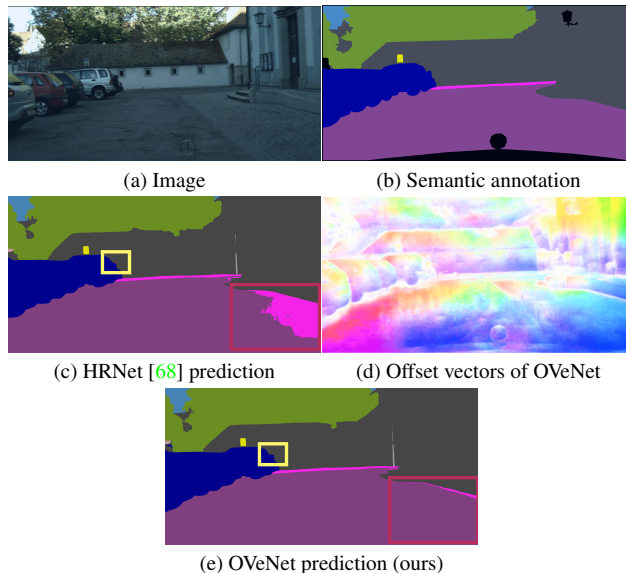 (a) Image
(b) Semantic annotation
(c) HRNet [68] prediction
(d) Offset vectors of OVeNet
(e) OVeNet prediction (ours)